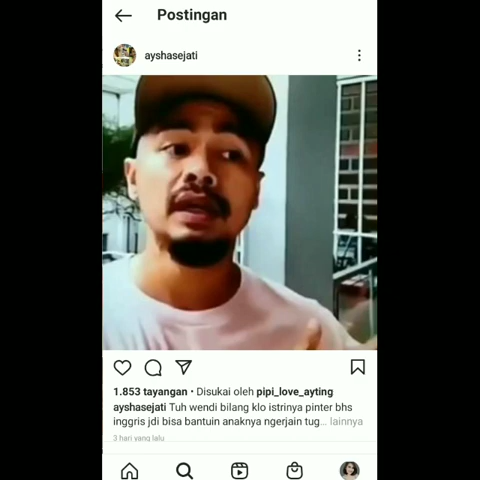 Postingan
ayshasejati
1.853 tayangan • Disukai oleh pipi_love_ayting
ayshasejati Tuh wendi bilang klo istrinya pinter bhs
inggris jdi bisa bantuin anaknya ngerjain tug... lainnya
3 hari yang lalu